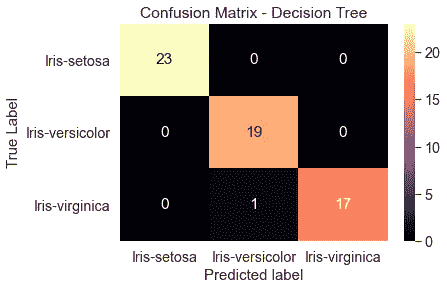 Confusion Matrix - Decision Tree
True Label
Iris-setosa
23 0 0
Iris-versicolor
0 19 0
Iris-virginica
0 1 17
Iris-setosa Iris-versicolor Iris-virginica
Predicted label
20
15
10
5
0